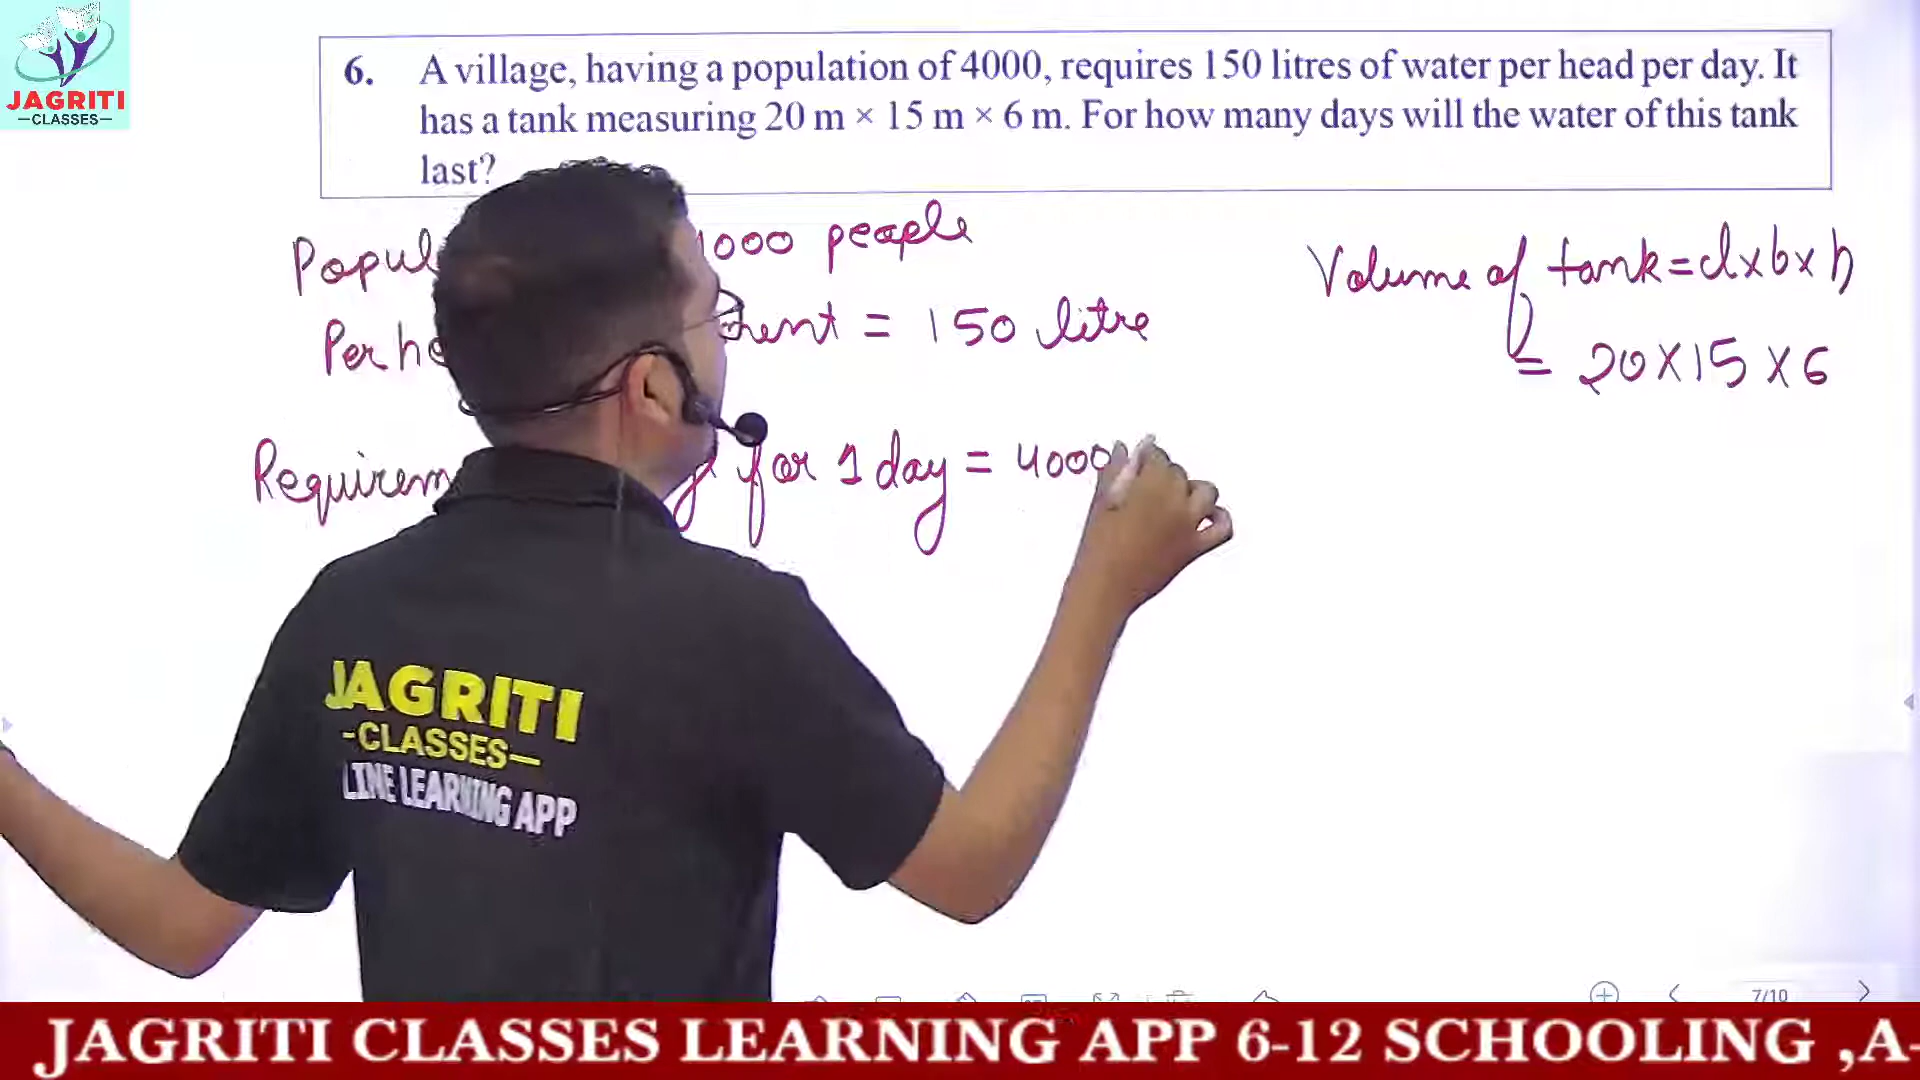 JAGRITI
—CLASSES—
6. A village, having a population of 4000, requires 150 litres of water per head per day. It
has a tank measuring 20 m × 15 m × 6 m. For how many days will the water of this tank
last?
Popul 000 people
Per he ment = 150 litre
Requirem for 1 day = 4000
Volume of tank = l x b x h
= 20 x 15 x 6
JAGRITI
-CLASSES—
LINE LEARNING APP
7/10
JAGRITI CLASSES LEARNING APP 6-12 SCHOOLING ,A-